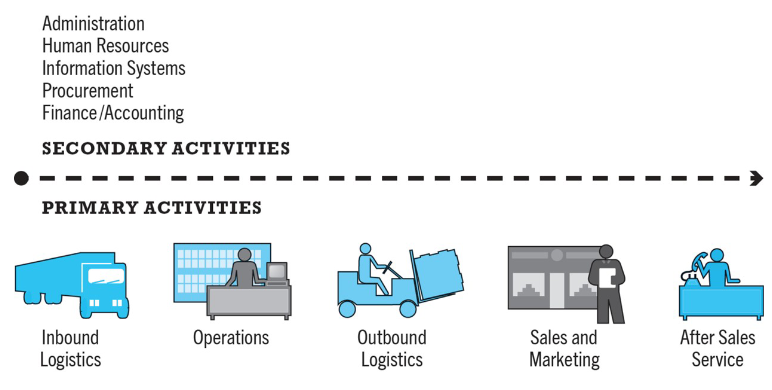 Administration
Human Resources
Information Systems
Procurement
Finance/Accounting
SECONDARY ACTIVITIES
PRIMARY ACTIVITIES
Inbound
Logistics
Operations
Outbound
Logistics
Sales and
Marketing
After Sales
Service